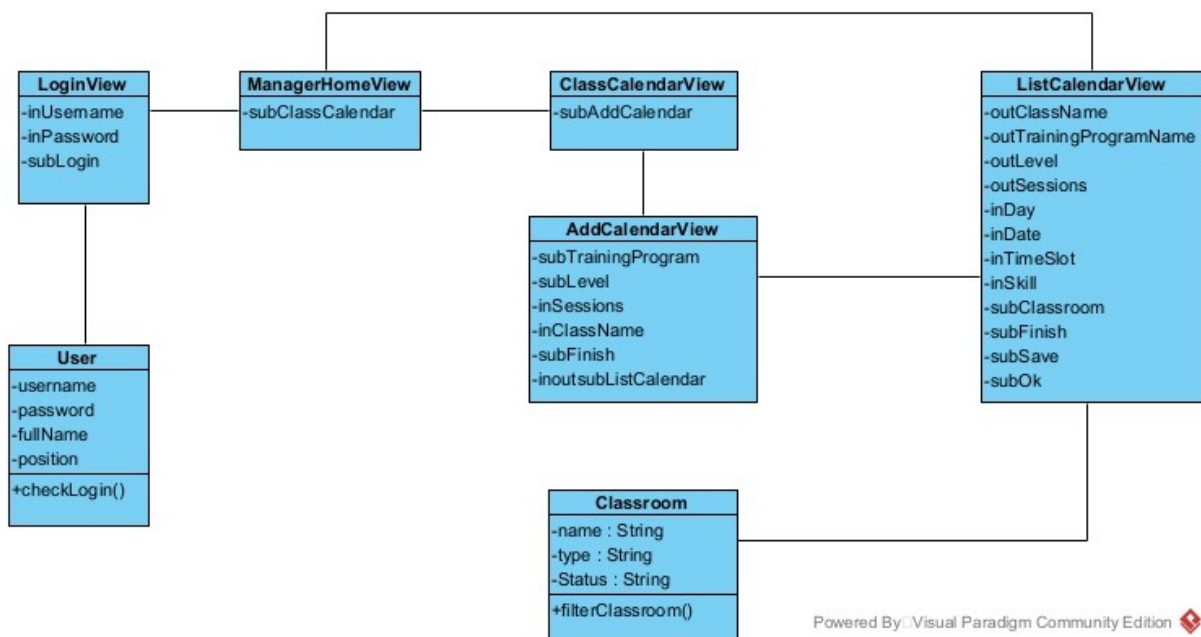 LoginView
-inUsername
-inPassword
-subLogin
ManagerHomeView
-subClassCalendar
ClassCalendarView
-subAddCalendar
ListCalendarView
-outClassName
-outTrainingProgramName
-outLevel
-outSessions
-inDay
-inDate
-inTimeSlot
-inSkill
-subClassroom
-subFinish
-subSave
-subOk
AddCalendarView
-subTrainingProgram
-subLevel
-inSessions
-inClassName
-subFinish
-inoutsubListCalendar
User
-username
-password
-fullName
-position
+checkLogin()
Classroom
-name : String
-type : String
-Status : String
+filterClassroom()
Powered By Visual Paradigm Community Edition